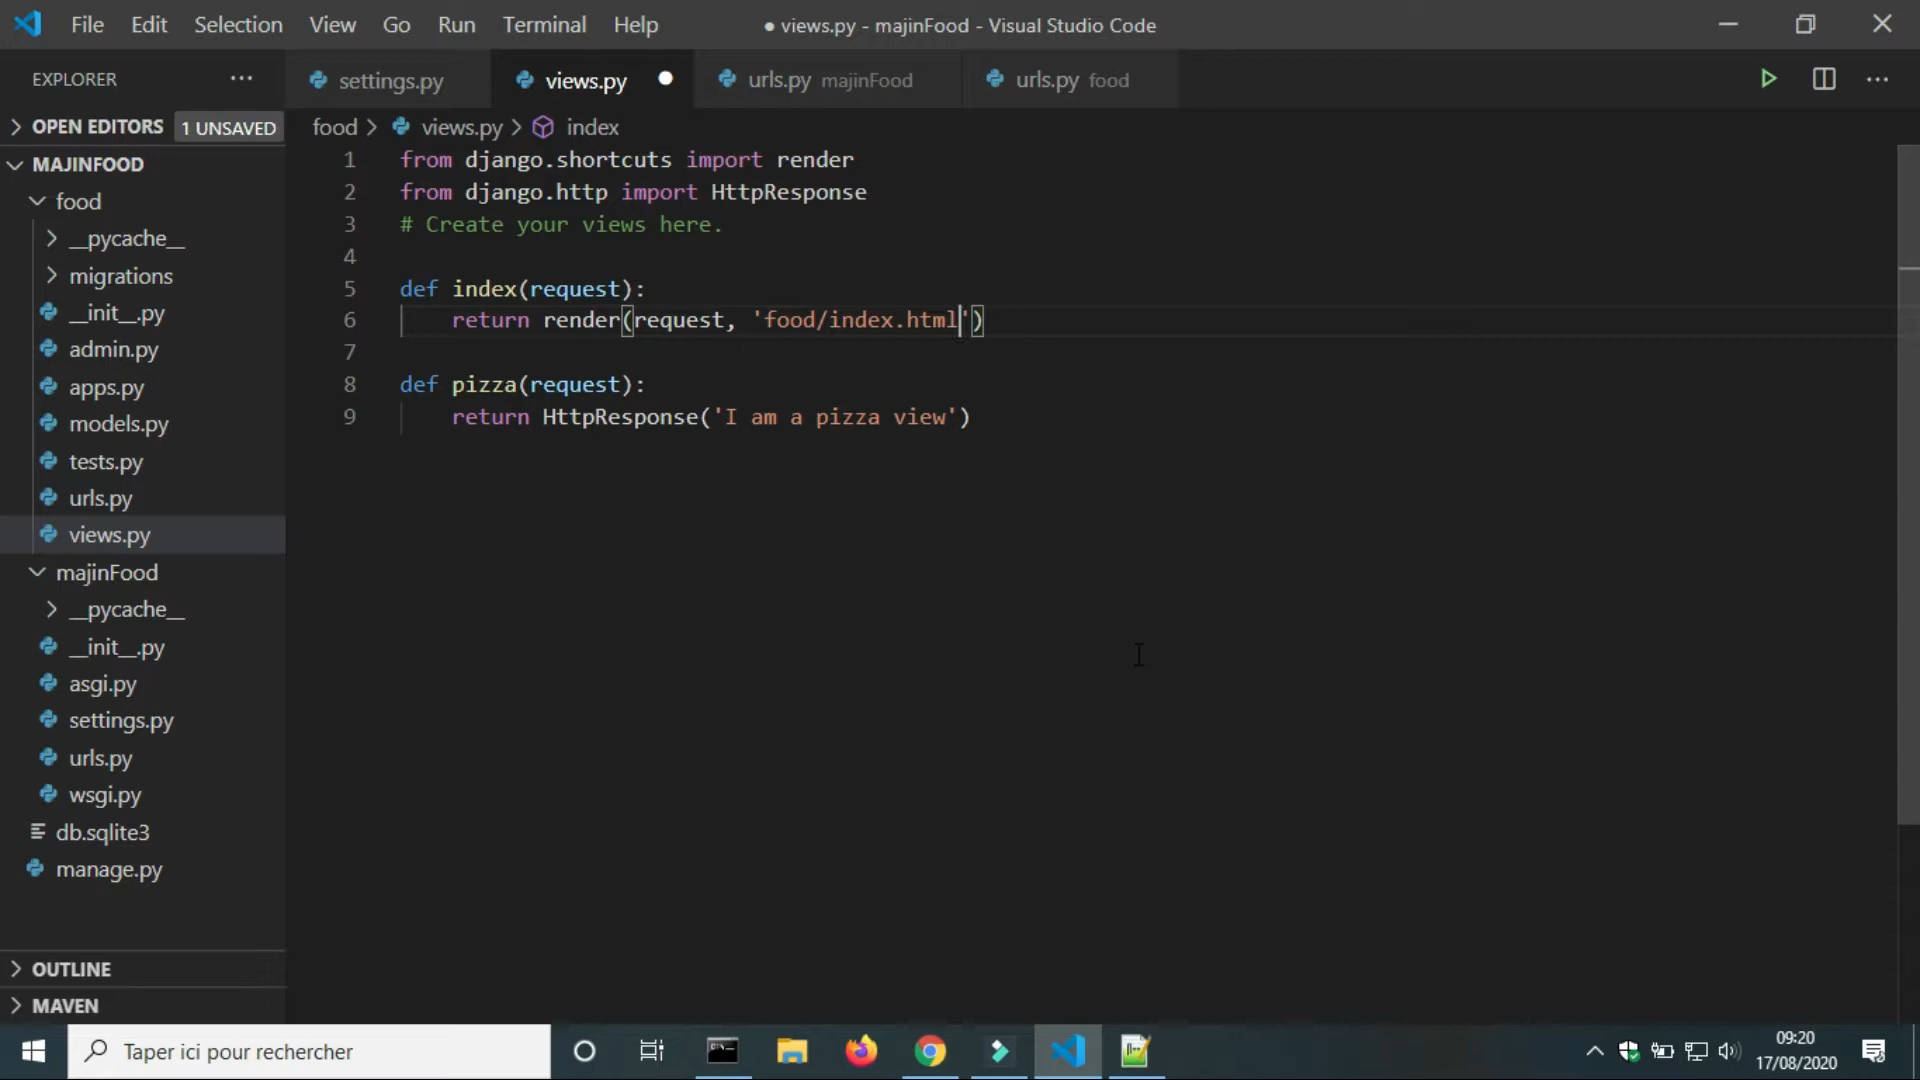 File Edit Selection View Go Run Terminal Help ● views.py - majinFood - Visual Studio Code
EXPLORER ··· settings.py views.py urls.py majinFood urls.py food ···
OPEN EDITORS 1 UNSAVED
food > views.py > index
MAJINFOOD
food
__pycache__
migrations
__init__.py
admin.py
apps.py
models.py
tests.py
urls.py
views.py
majinFood
__pycache__
__init__.py
asgi.py
settings.py
urls.py
wsgi.py
db.sqlite3
manage.py
OUTLINE
MAVEN
1 from django.shortcuts import render
2 from django.http import HttpResponse
3 # Create your views here.
4
5 def index(request):
6 return render(request, 'food/index.html')
7
8 def pizza(request):
9 return HttpResponse('I am a pizza view')
Taper ici pour rechercher
09:20
17/08/2020